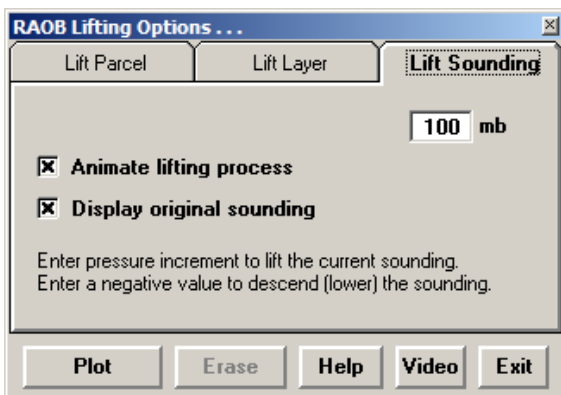 RAOB Lifting Options . . .
Lift Parcel
Lift Layer
Lift Sounding
100 mb
Animate lifting process
Display original sounding
Enter pressure increment to lift the current sounding.
Enter a negative value to descend (lower) the sounding.
Plot
Erase
Help
Video
Exit